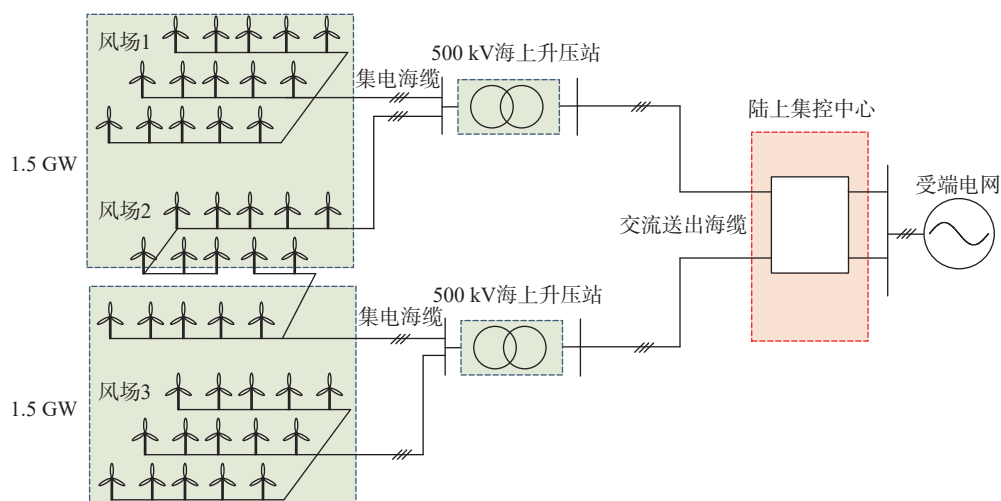 风场1
500 kV海上升压站
集电海缆
陆上集控中心
1.5 GW
风场2
受端电网
交流送出海缆
500 kV海上升压站
集电海缆
风场3
1.5 GW